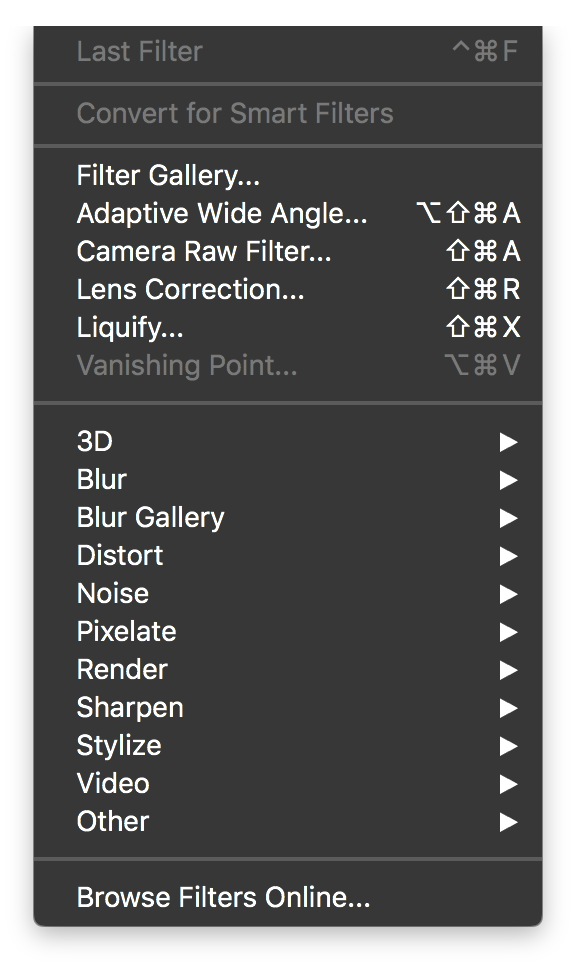 Last Filter ^⌘F
Convert for Smart Filters
Filter Gallery...
Adaptive Wide Angle... ⌥⇧⌘A
Camera Raw Filter... ⇧⌘A
Lens Correction... ⇧⌘R
Liquify... ⇧⌘X
Vanishing Point... ⌥⌘V
3D ▶
Blur ▶
Blur Gallery ▶
Distort ▶
Noise ▶
Pixelate ▶
Render ▶
Sharpen ▶
Stylize ▶
Video ▶
Other ▶
Browse Filters Online...